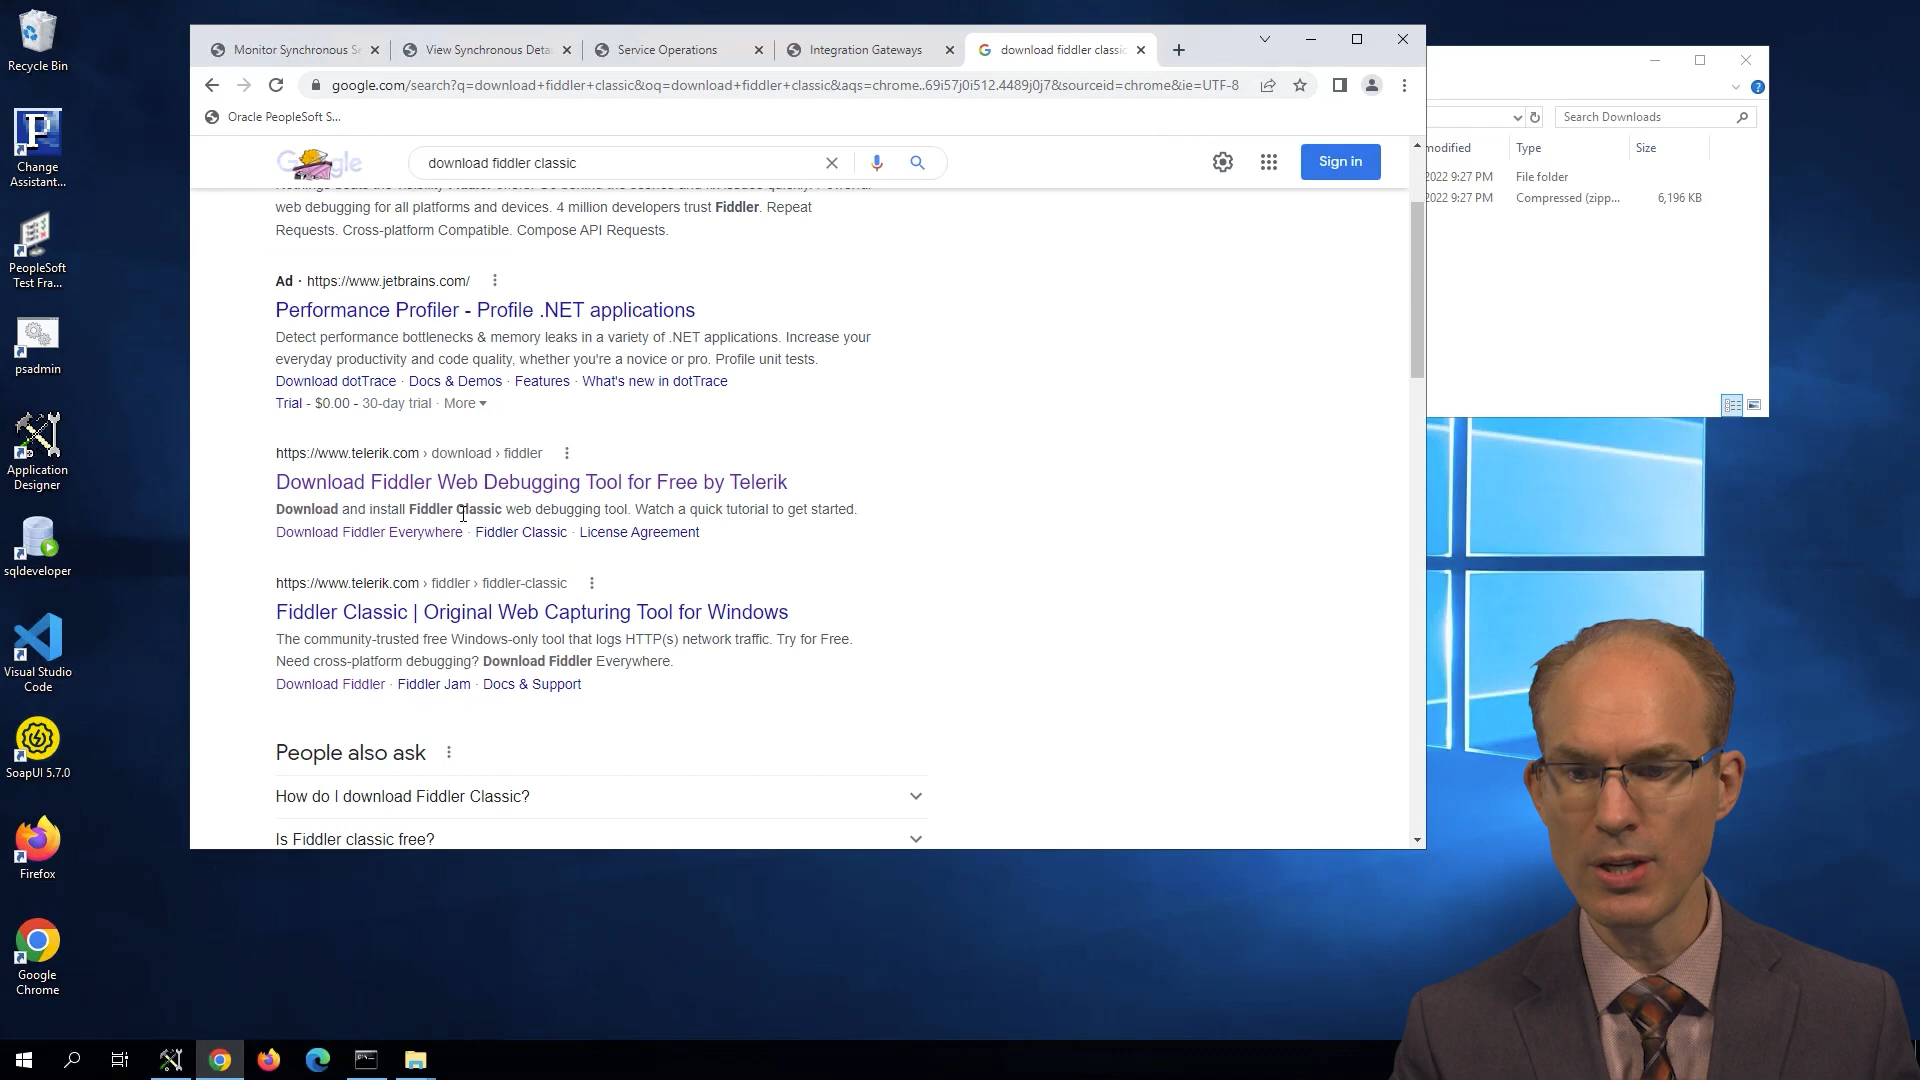 Recycle Bin
Change
Assistant...
PeopleSoft
Test Fra...
psadmin
Application
Designer
sqldeveloper
Visual Studio
Code
SoapUI 5.7.0
Firefox
Google
Chrome
Monitor Synchronous Se
View Synchronous Deta
Service Operations
Integration Gateways
download fiddler classic
google.com/search?q=download+fiddler+classic&oq=download+fiddler+classic&aqs=chrome..69i57j0i512.4489j0j7&sourceid=chrome&ie=UTF-8
Oracle PeopleSoft S...
Google
download fiddler classic
Sign in
web debugging for all platforms and devices. 4 million developers trust Fiddler. Repeat
Requests. Cross-platform Compatible. Compose API Requests.
Ad · https://www.jetbrains.com/
Performance Profiler - Profile .NET applications
Detect performance bottlenecks & memory leaks in a variety of .NET applications. Increase your
everyday productivity and code quality, whether you're a novice or pro. Profile unit tests.
Download dotTrace · Docs & Demos · Features · What's new in dotTrace
Trial - $0.00 - 30-day trial · More
https://www.telerik.com › download › fiddler
Download Fiddler Web Debugging Tool for Free by Telerik
Download and install Fiddler Classic web debugging tool. Watch a quick tutorial to get started.
Download Fiddler Everywhere · Fiddler Classic · License Agreement
https://www.telerik.com › fiddler › fiddler-classic
Fiddler Classic | Original Web Capturing Tool for Windows
The community-trusted free Windows-only tool that logs HTTP(s) network traffic. Try for Free.
Need cross-platform debugging? Download Fiddler Everywhere.
Download Fiddler · Fiddler Jam · Docs & Support
People also ask
How do I download Fiddler Classic?
Is Fiddler classic free?
Search Downloads
modified
Type
Size
2022 9:27 PM
File folder
2022 9:27 PM
Compressed (zipp...
6,196 KB